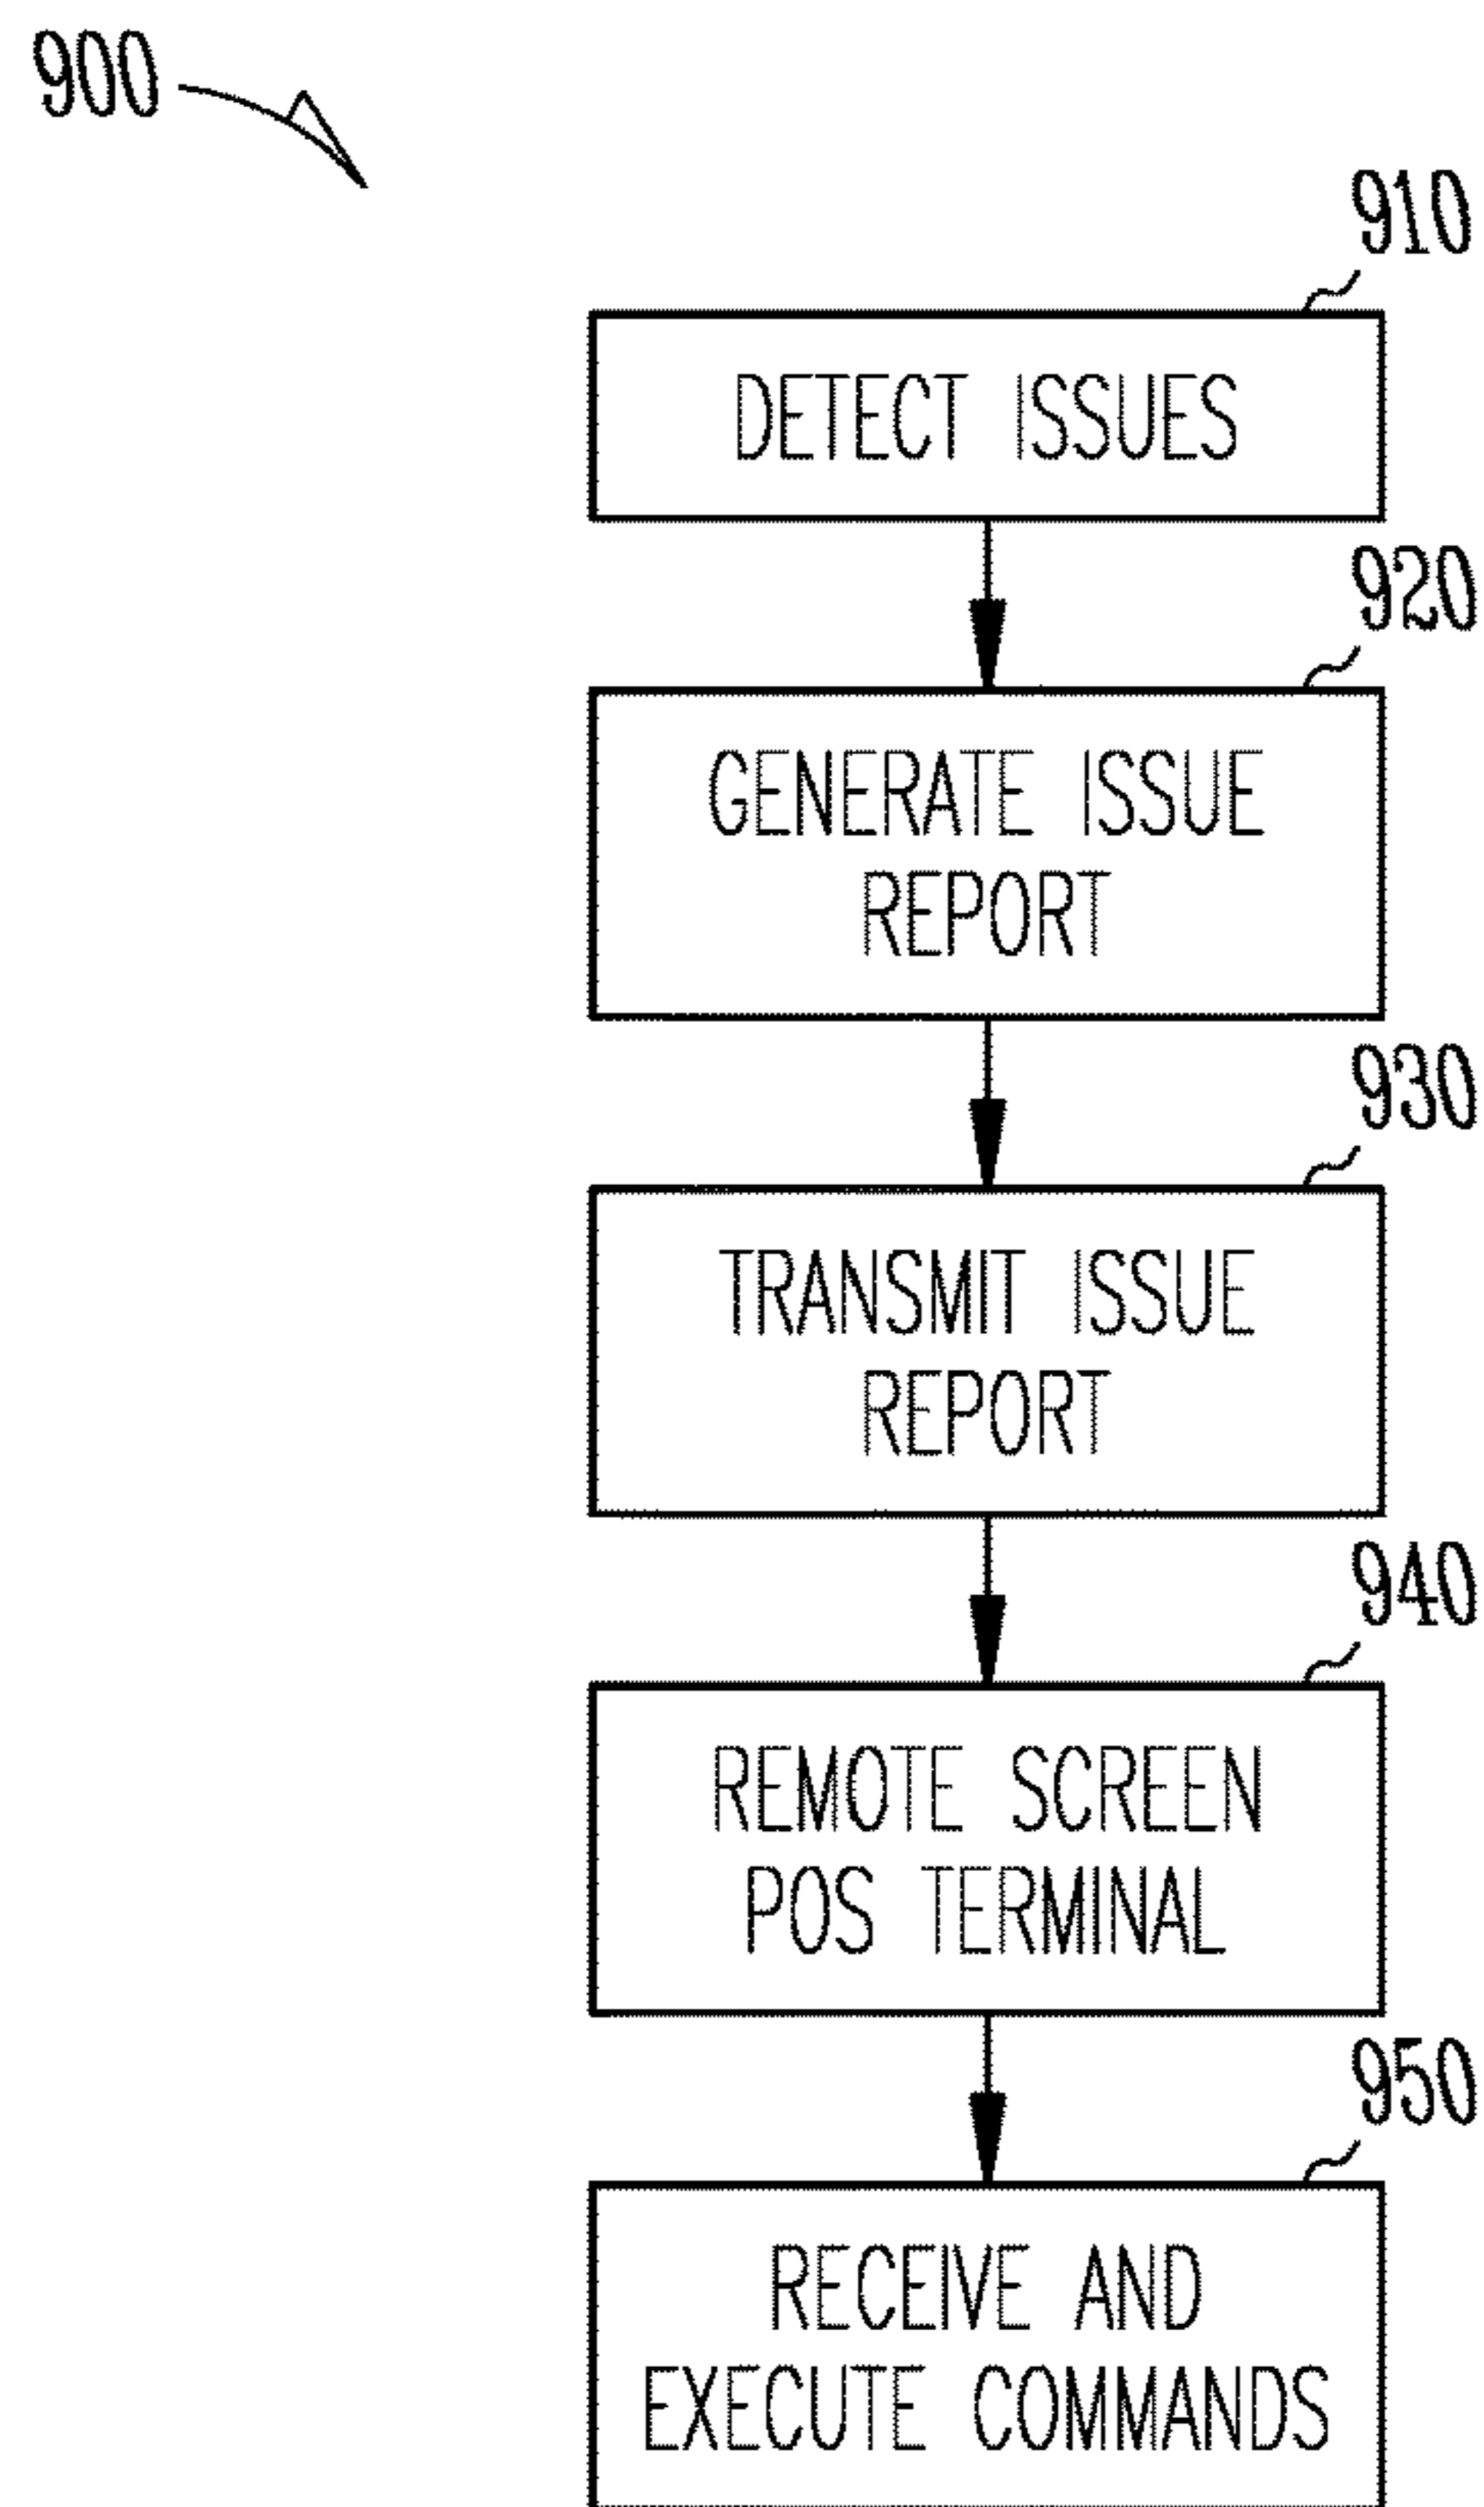 900
910
DETECT ISSUES
920
GENERATE ISSUE
REPORT
930
TRANSMIT ISSUE
REPORT
940
REMOTE SCREEN
POS TERMINAL
950
RECEIVE AND
EXECUTE COMMANDS